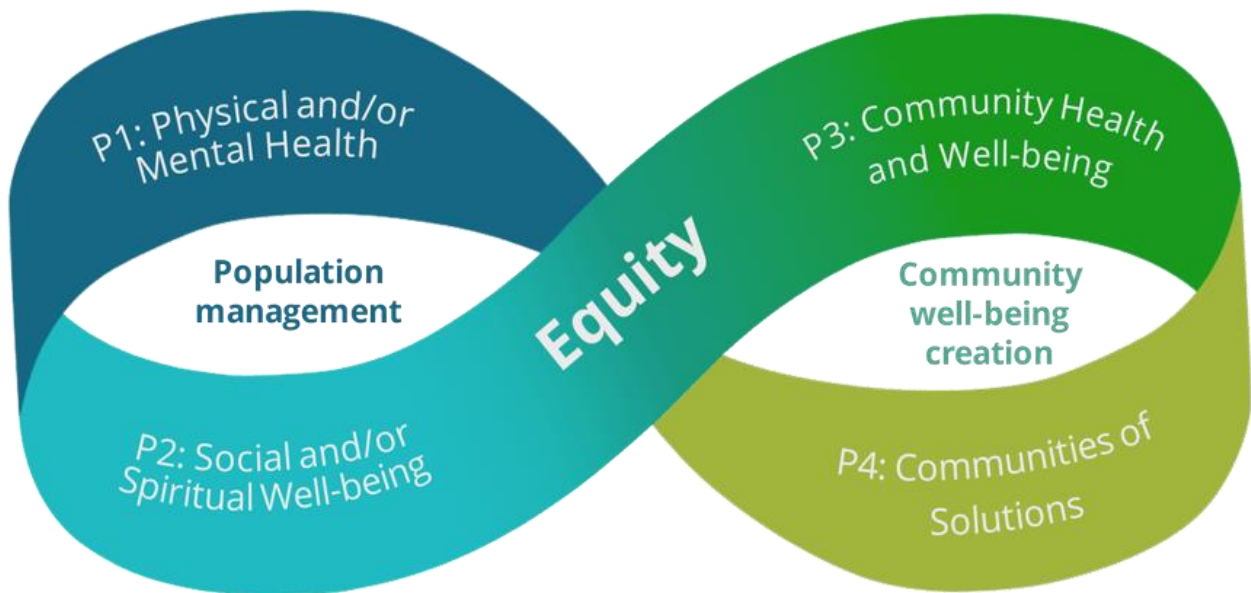 P1: Physical and/or
Mental Health
Population
management
P2: Social and/or
Spiritual Well-being
Equity
P3: Community Health
and Well-being
Community
well-being
creation
P4: Communities of
Solutions